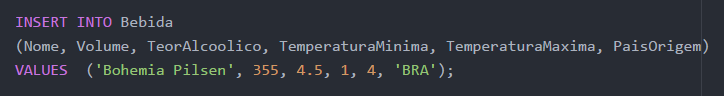 INSERT INTO Bebida
(Nome, Volume, TeorAlcoolico, TemperaturaMinima, TemperaturaMaxima, PaisOrigem)
VALUES  ('Bohemia Pilsen', 355, 4.5, 1, 4, 'BRA');